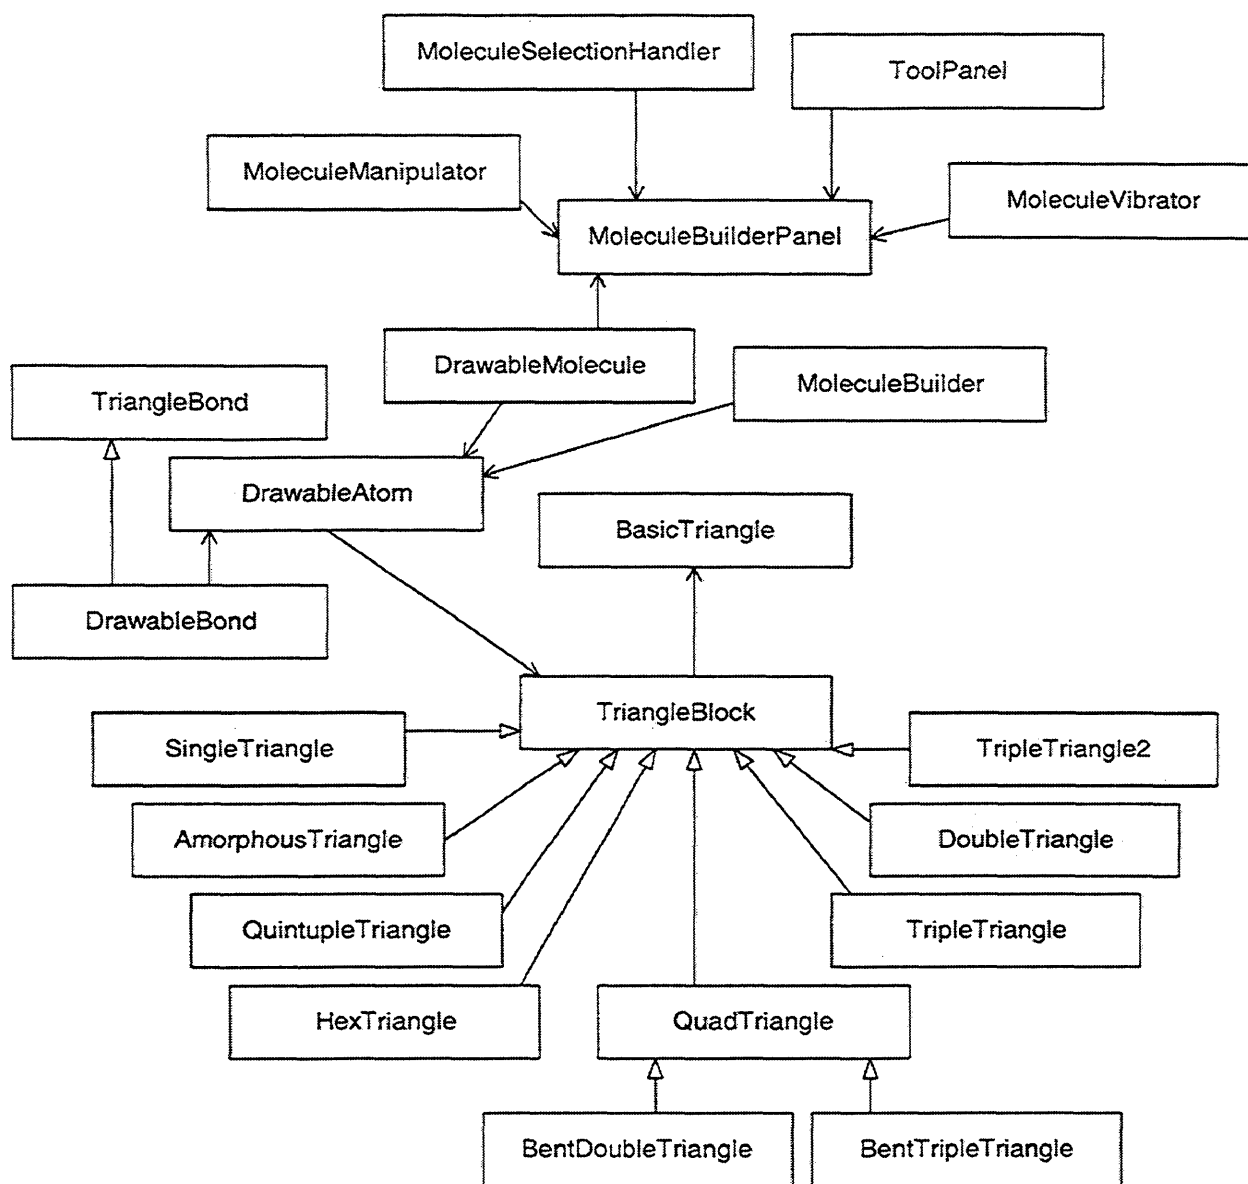 MoleculeSelectionHandler
ToolPanel
MoleculeManipulator
MoleculeVibrator
MoleculeBuilderPanel
DrawableMolecule
MoleculeBuilder
TriangleBond
DrawableAtom
BasicTriangle
DrawableBond
TriangleBlock
SingleTriangle
TripleTriangle2
AmorphousTriangle
DoubleTriangle
QuintupleTriangle
TripleTriangle
HexTriangle
QuadTriangle
BentDoubleTriangle
BentTripleTriangle